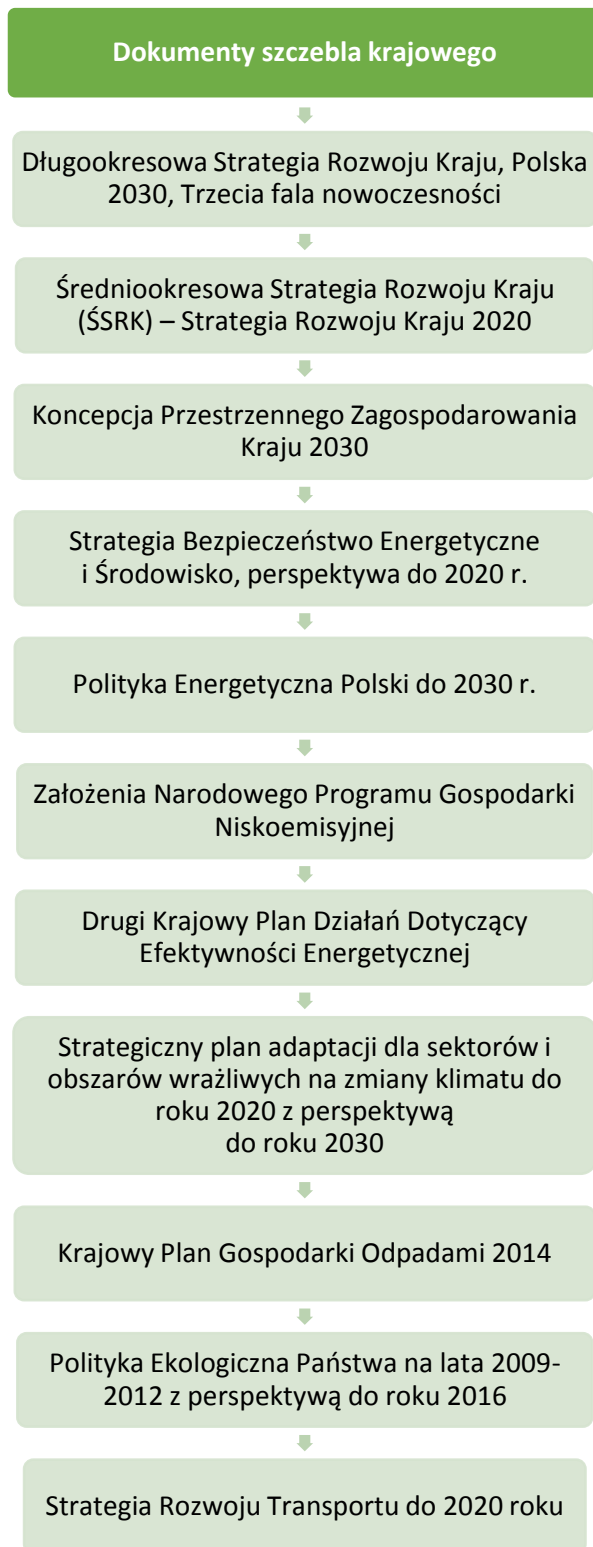 Dokumenty szczebla krajowego
Długookresowa Strategia Rozwoju Kraju, Polska
2030, Trzecia fala nowoczesności
Średniookresowa Strategia Rozwoju Kraju
(ŚSRK) – Strategia Rozwoju Kraju 2020
Koncepcja Przestrzennego Zagospodarowania
Kraju 2030
Strategia Bezpieczeństwo Energetyczne
i Środowisko, perspektywa do 2020 r.
Polityka Energetyczna Polski do 2030 r.
Założenia Narodowego Programu Gospodarki
Niskoemisyjnej
Drugi Krajowy Plan Działań Dotyczący
Efektywności Energetycznej
Strategiczny plan adaptacji dla sektorów i
obszarów wrażliwych na zmiany klimatu do
roku 2020 z perspektywą
do roku 2030
Krajowy Plan Gospodarki Odpadami 2014
Polityka Ekologiczna Państwa na lata 2009-
2012 z perspektywą do roku 2016
Strategia Rozwoju Transportu do 2020 roku